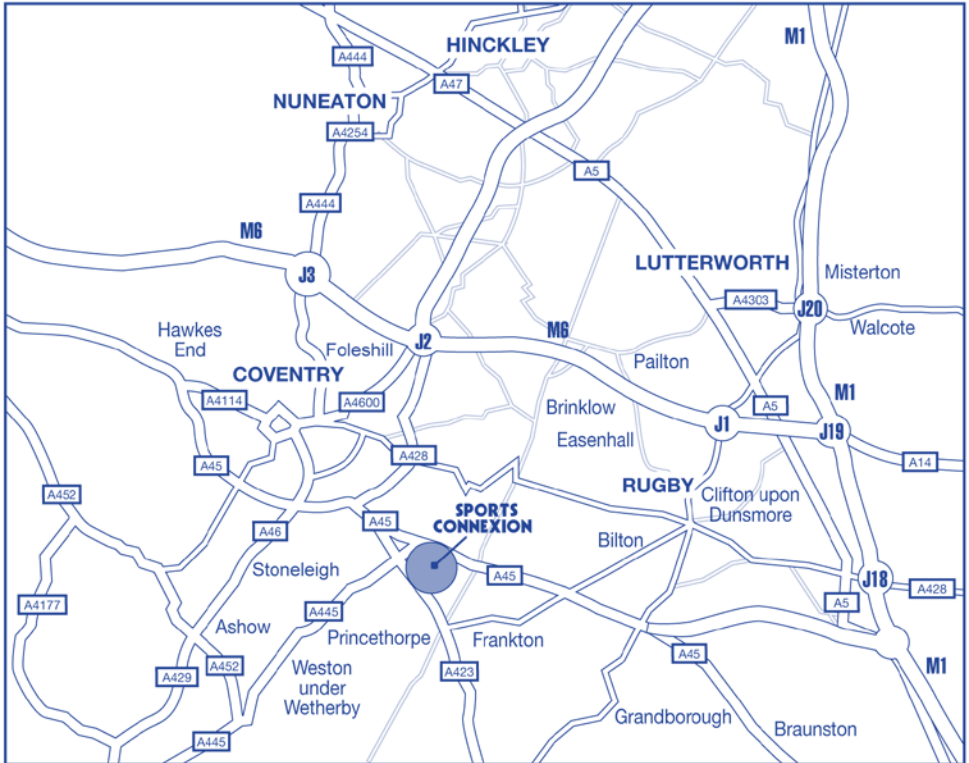 M1
HINCKLEY
A444
A47
NUNEATON
A4254
A5
A444
M6
LUTTERWORTH
Misterton
J3
A4303
J20
Walcote
Hawkes
End
Foleshill
J2
M6
Pailton
COVENTRY
A4114
A4600
Brinklow
A5
M1
J1
J19
Easenhall
A45
A428
A14
RUGBY
Clifton upon
Dunsmore
A452
SPORTS
CONNEXION
A45
A46
Bilton
Stoneleigh
A45
J18
A428
A4177
A445
A5
Ashow
Princethorpe
Frankton
A452
A429
Weston
under
Wetherby
A423
A45
M1
Grandborough
Braunston
A445